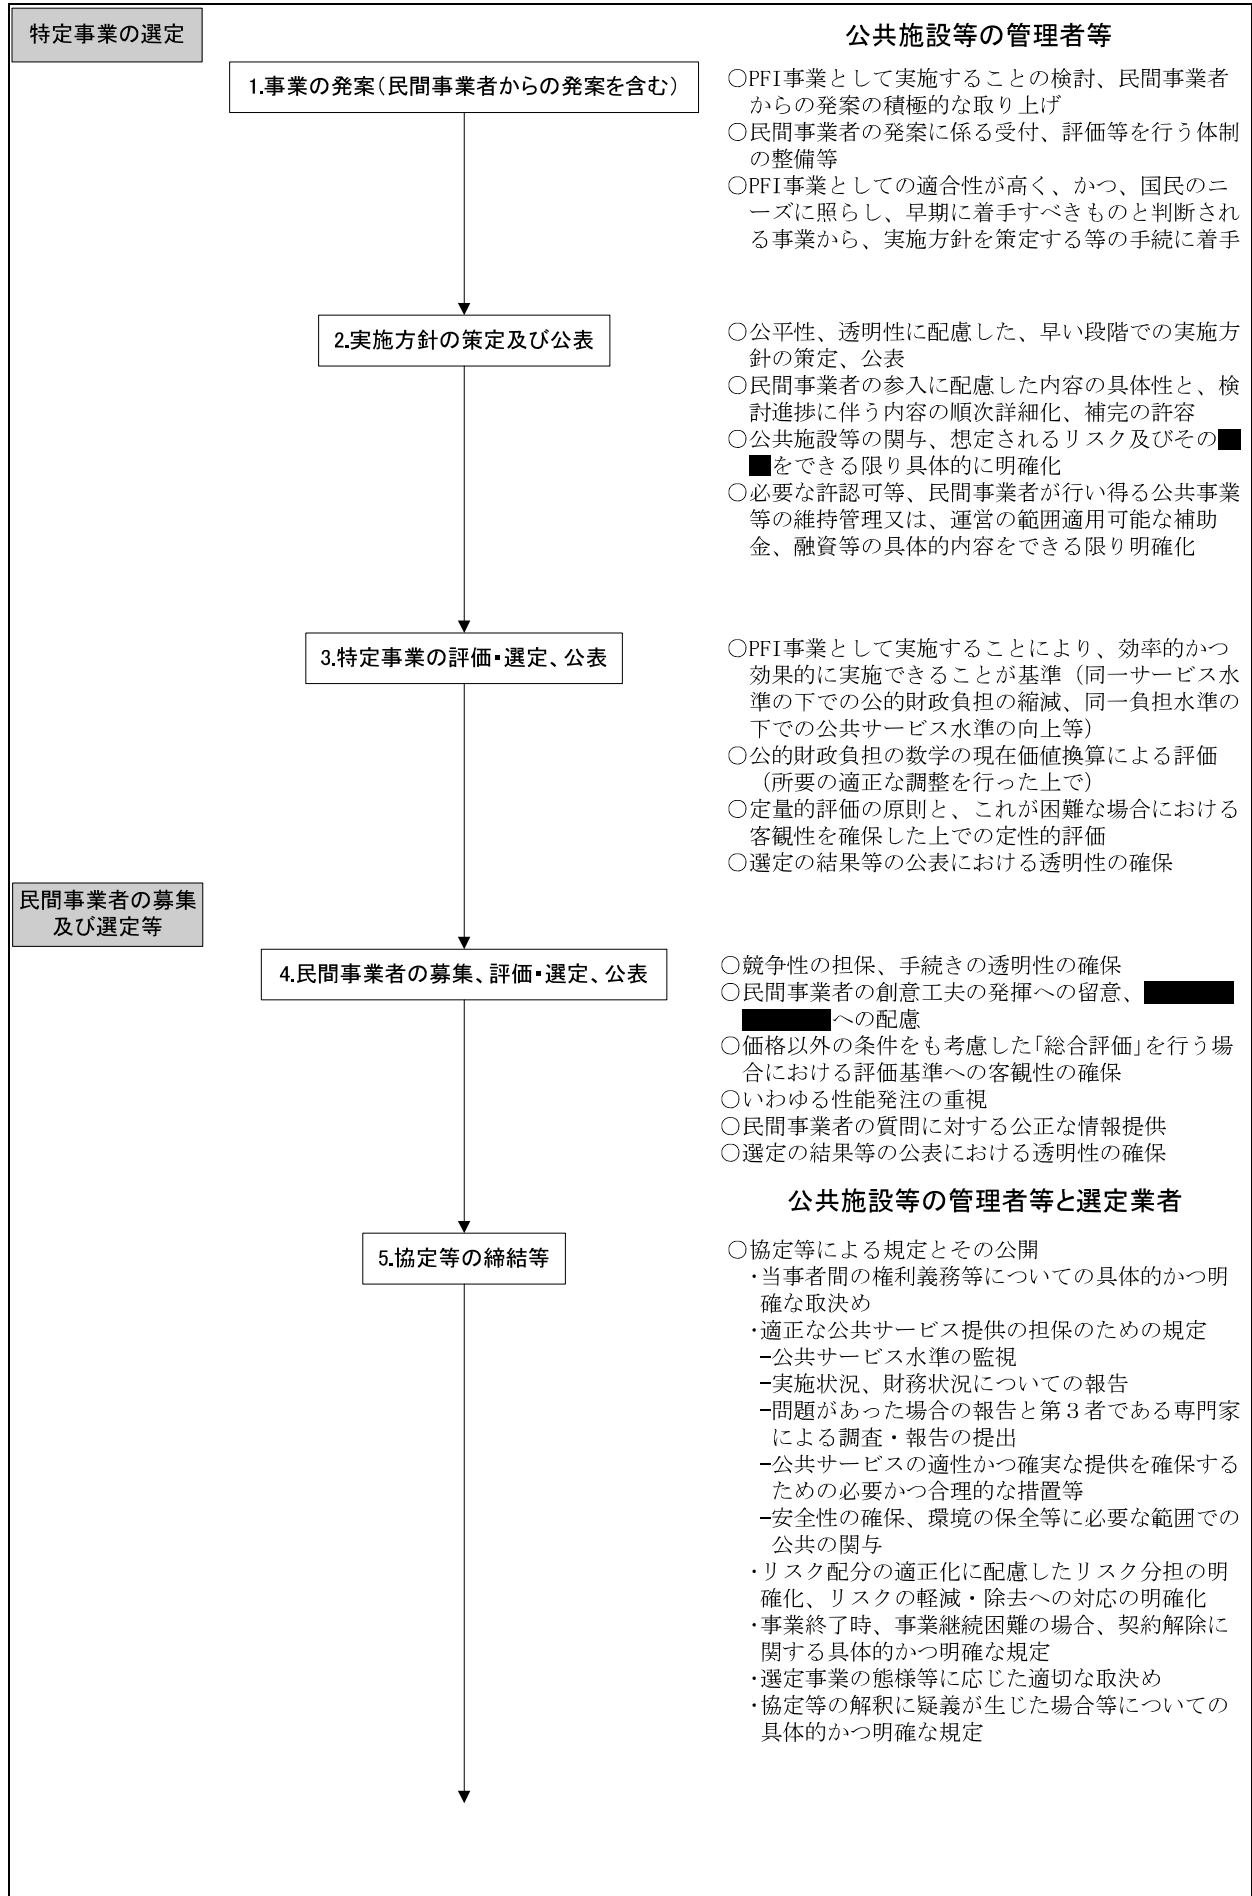 特定事業の選定
公共施設等の管理者等
1.事業の発案(民間事業者からの発案を含む)
○PFI事業として実施することの検討、民間事業者
からの発案の積極的な取り上げ
○民間事業者の発案に係る受付、評価等を行う体制
の整備等
○PFI事業としての適合性が高く、かつ、国民のニ
ーズに照らし、早期に着手すべきものと判断され
る事業から、実施方針を策定する等の手続に着手
2.実施方針の策定及び公表
○公平性、透明性に配慮した、早い段階での実施方
針の策定、公表
○民間事業者の参入に配慮した内容の具体性と、検
討進捗に伴う内容の順次詳細化、補完の許容
○公共施設等の関与、想定されるリスク及びその
をできる限り具体的に明確化
○必要な許認可等、民間事業者が行い得る公共事業
等の維持管理又は、運営の範囲適用可能な補助
金、融資等の具体的内容をできる限り明確化
3.特定事業の評価・選定、公表
○PFI事業として実施することにより、効率的かつ
効果的に実施できることが基準（同一サービス水
準の下での公的財政負担の縮減、同一負担水準の
下での公共サービス水準の向上等）
○公的財政負担の数学の現在価値換算による評価
（所要の適正な調整を行った上で）
○定量的評価の原則と、これが困難な場合における
客観性を確保した上での定性的評価
○選定の結果等の公表における透明性の確保
民間事業者の募集
及び選定等
4.民間事業者の募集、評価・選定、公表
○競争性の担保、手続きの透明性の確保
○民間事業者の創意工夫の発揮への留意、
への配慮
○価格以外の条件をも考慮した「総合評価」を行う場
合における評価基準への客観性の確保
○いわゆる性能発注の重視
○民間事業者の質問に対する公正な情報提供
○選定の結果等の公表における透明性の確保
公共施設等の管理者等と選定業者
5.協定等の締結等
○協定等による規定とその公開
・当事者間の権利義務等についての具体的かつ明
確な取決め
・適正な公共サービス提供の担保のための規定
−公共サービス水準の監視
−実施状況、財務状況についての報告
−問題があった場合の報告と第３者である専門家
による調査・報告の提出
−公共サービスの適性かつ確実な提供を確保する
ための必要かつ合理的な措置等
−安全性の確保、環境の保全等に必要な範囲での
公共の関与
・リスク配分の適正化に配慮したリスク分担の明
確化、リスクの軽減・除去への対応の明確化
・事業終了時、事業継続困難の場合、契約解除に
関する具体的かつ明確な規定
・選定事業の態様等に応じた適切な取決め
・協定等の解釈に疑義が生じた場合等についての
具体的かつ明確な規定